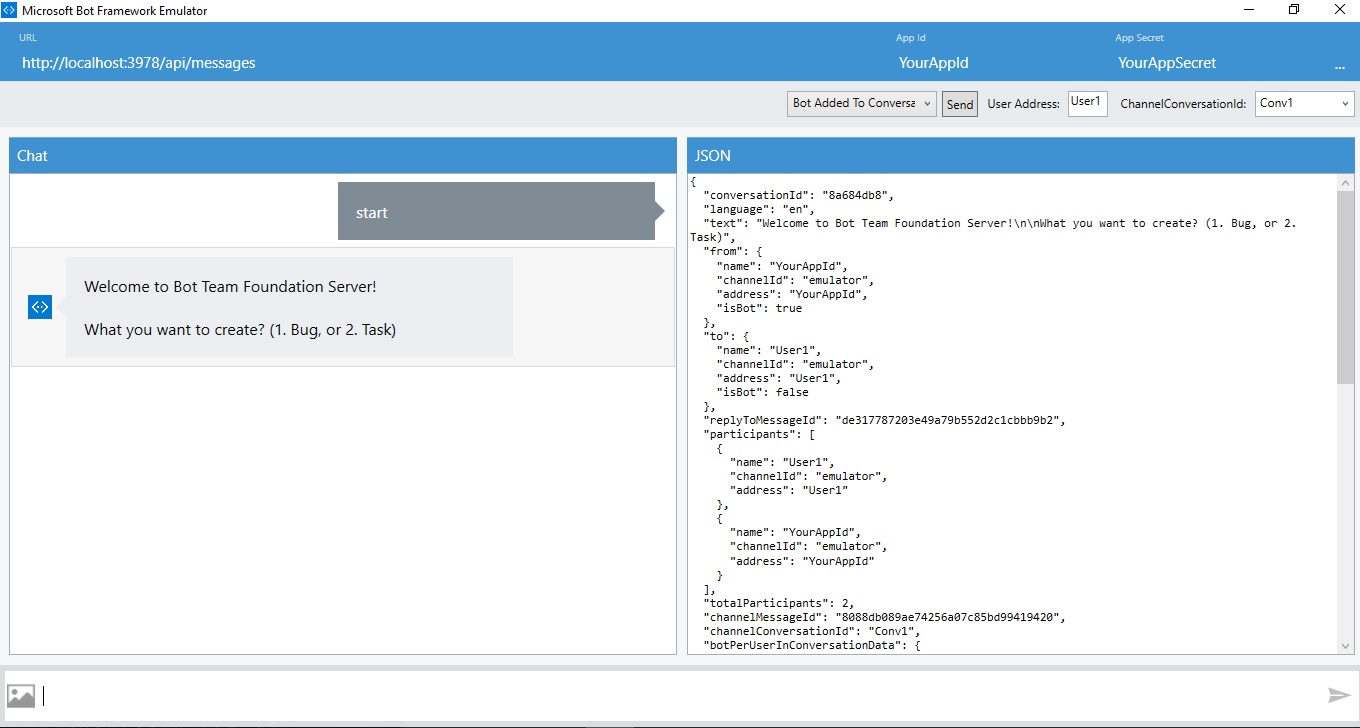 Microsoft Bot Framework Emulator
URL
App Id
App Secret
http://localhost:3978/api/messages
YourAppId
YourAppSecret
...
Bot Added To Conversa
Send
User Address:
User1
ChannelConversationId:
Conv1
Chat
start
Welcome to Bot Team Foundation Server!
What you want to create? (1. Bug, or 2. Task)
JSON
{
"conversationId": "8a684db8",
"language": "en",
"text": "Welcome to Bot Team Foundation Server!\n\nWhat you want to create? (1. Bug, or 2.
Task)",
"from": {
"name": "YourAppId",
"channelId": "emulator",
"address": "YourAppId",
"isBot": true
},
"to": {
"name": "User1",
"channelId": "emulator",
"address": "User1",
"isBot": false
},
"replyToMessageId": "de317787203e49a79b552d2c1cbbb9b2",
"participants": [
{
"name": "User1",
"channelId": "emulator",
"address": "User1"
},
{
"name": "YourAppId",
"channelId": "emulator",
"address": "YourAppId"
}
],
"totalParticipants": 2,
"channelMessageId": "8088db089ae74256a07c85bd99419420",
"channelConversationId": "Conv1",
"botPerUserInConversationData": {